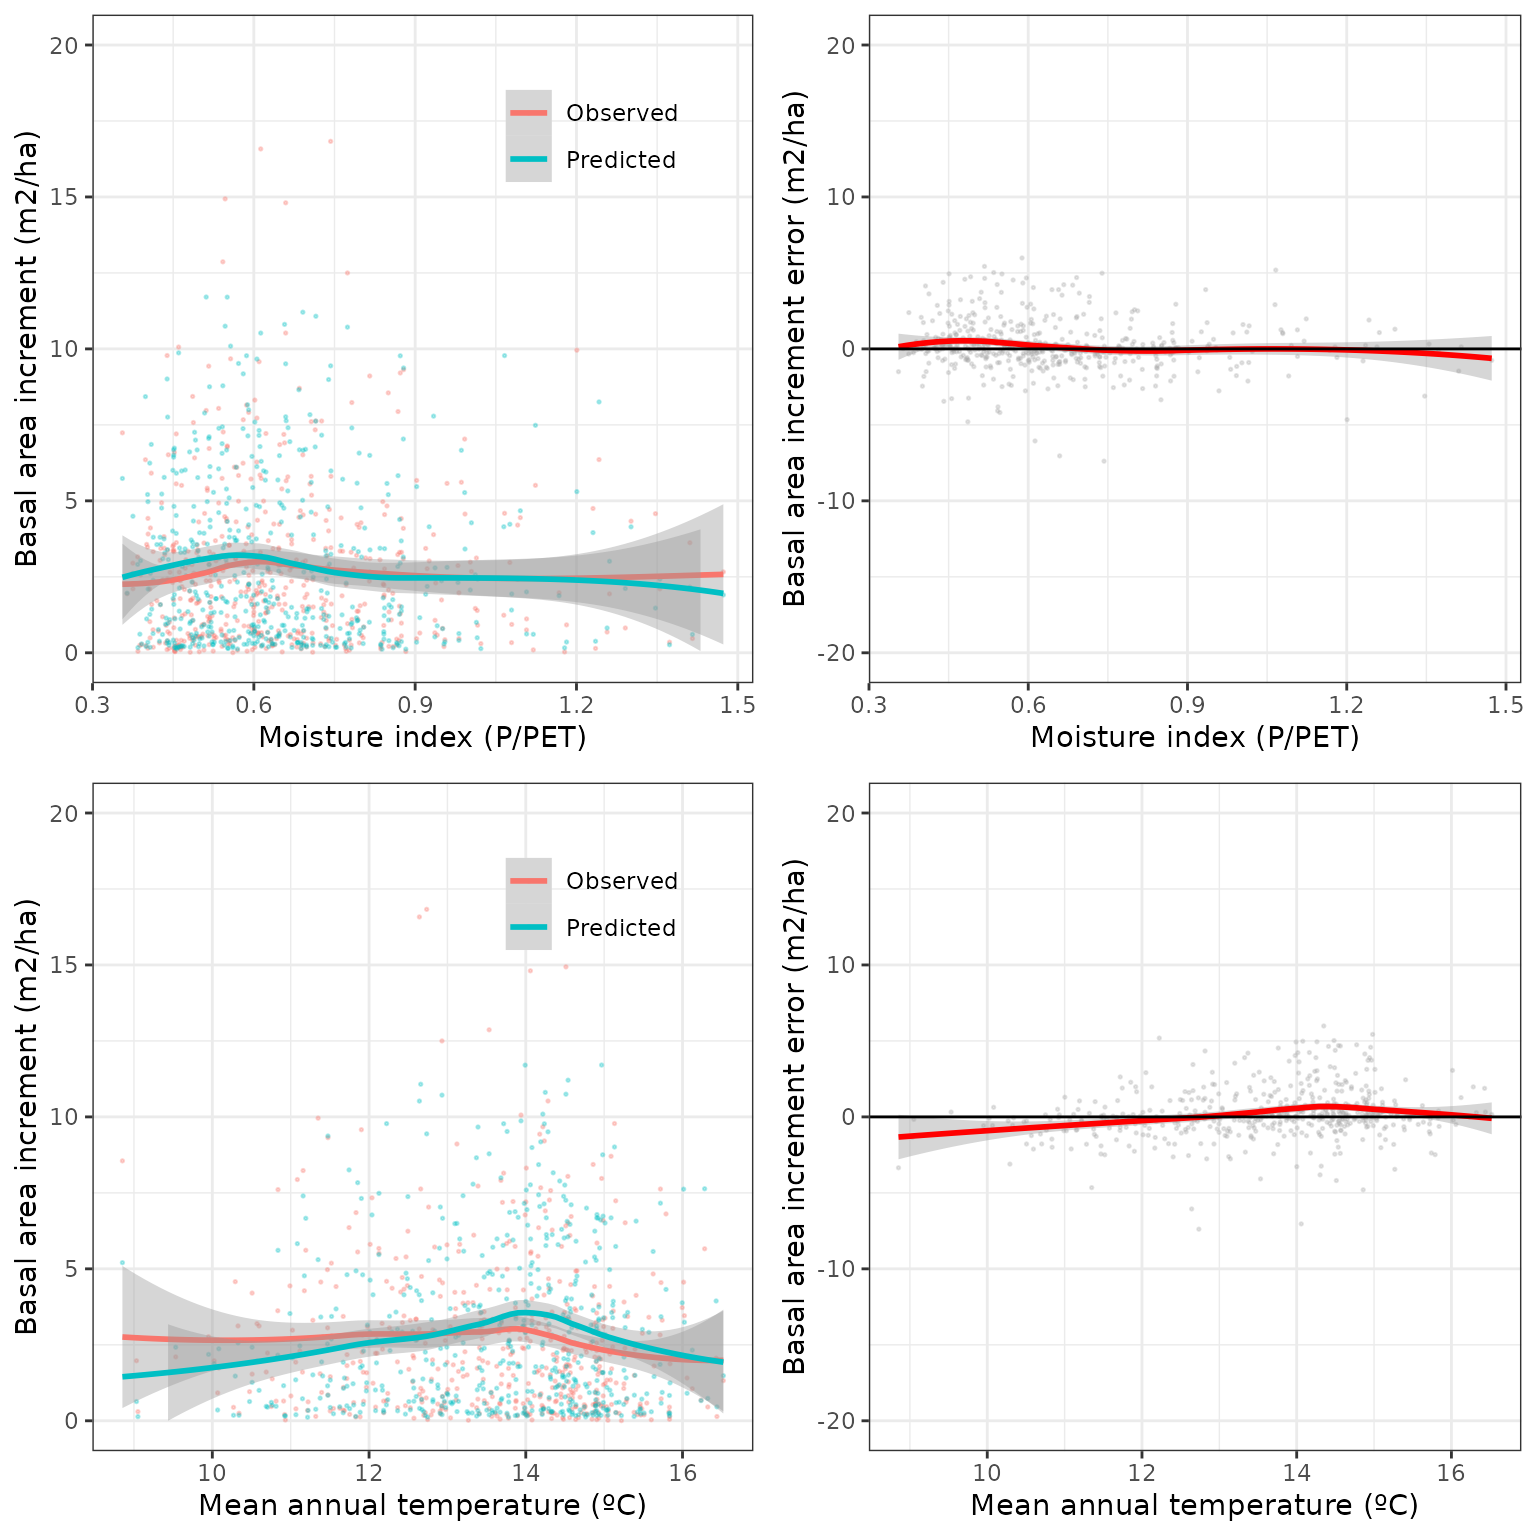 Basal area increment (m2/ha)
20
15
10
5
0
Observed
Predicted
0.3 0.6 0.9 1.2 1.5
Moisture index (P/PET)
Basal area increment error (m2/ha)
20
10
0
-10
-20
0.3 0.6 0.9 1.2 1.5
Moisture index (P/PET)
Basal area increment (m2/ha)
20
15
10
5
0
Observed
Predicted
10 12 14 16
Mean annual temperature (ºC)
Basal area increment error (m2/ha)
20
10
0
-10
-20
10 12 14 16
Mean annual temperature (ºC)